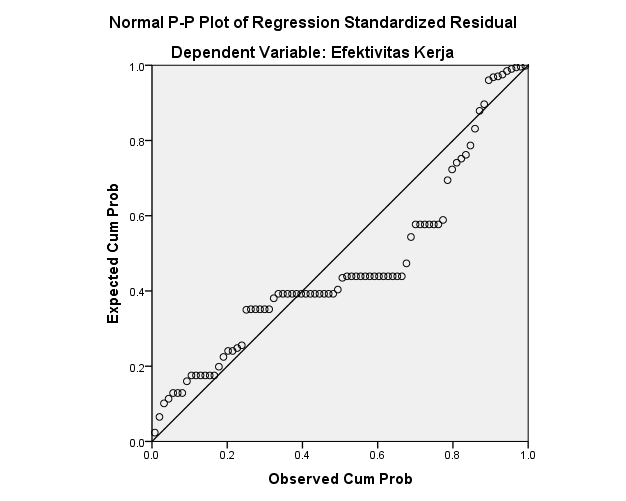 Normal P-P Plot of Regression Standardized Residual
Dependent Variable: Efektivitas Kerja
Expected Cum Prob
1.0
0.8
0.6
0.4
0.2
0.0
0.0 0.2 0.4 0.6 0.8 1.0
Observed Cum Prob